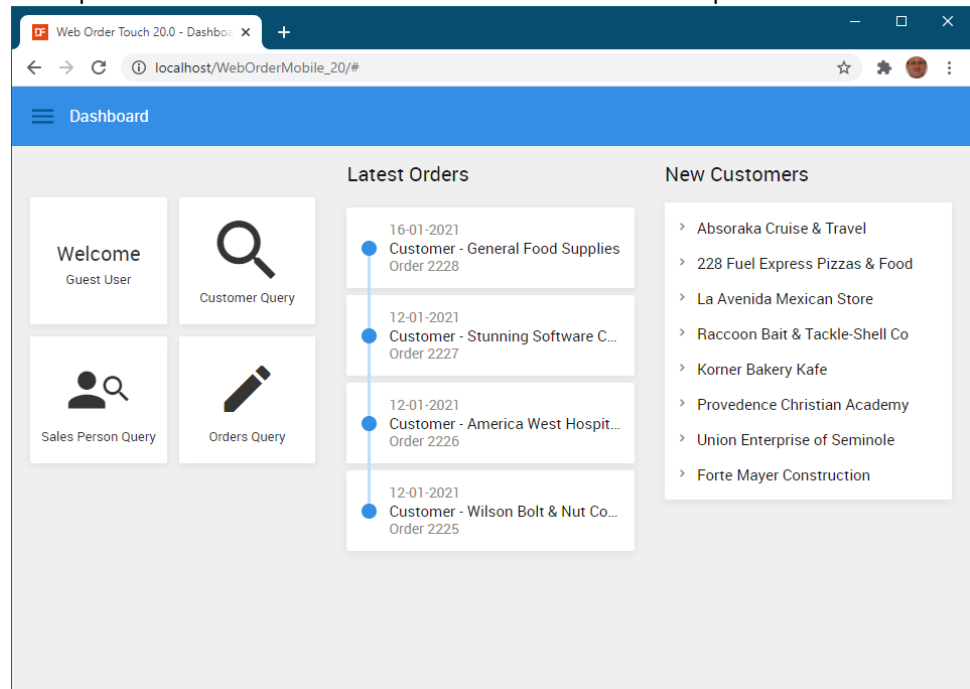 DF Web Order Touch 20.0 - Dashboa
localhost/WebOrderMobile_20/#
Dashboard
Welcome
Guest User
Customer Query
Sales Person Query
Orders Query
Latest Orders
16-01-2021
Customer - General Food Supplies
Order 2228
12-01-2021
Customer - Stunning Software C...
Order 2227
12-01-2021
Customer - America West Hospit...
Order 2226
12-01-2021
Customer - Wilson Bolt & Nut Co...
Order 2225
New Customers
Absoraka Cruise & Travel
228 Fuel Express Pizzas & Food
La Avenida Mexican Store
Raccoon Bait & Tackle-Shell Co
Korner Bakery Kafe
Provedence Christian Academy
Union Enterprise of Seminole
Forte Mayer Construction